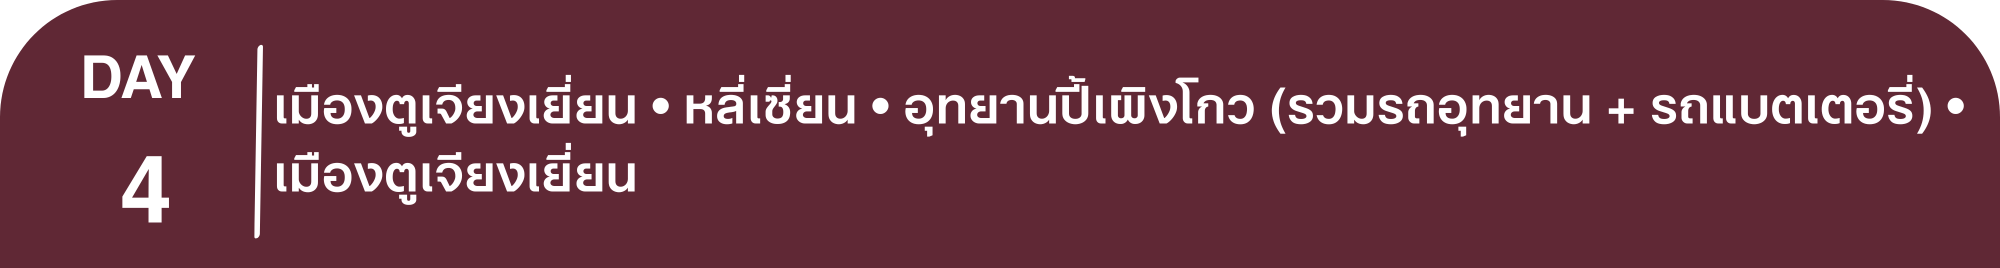 DAY
4
เมืองตูเจียงเยี่ยน • หลี่เซี่ยน • อุทยานปี้เผิงโกว (รวมรถอุทยาน + รถแบตเตอรี่) •
เมืองตูเจียงเยี่ยน